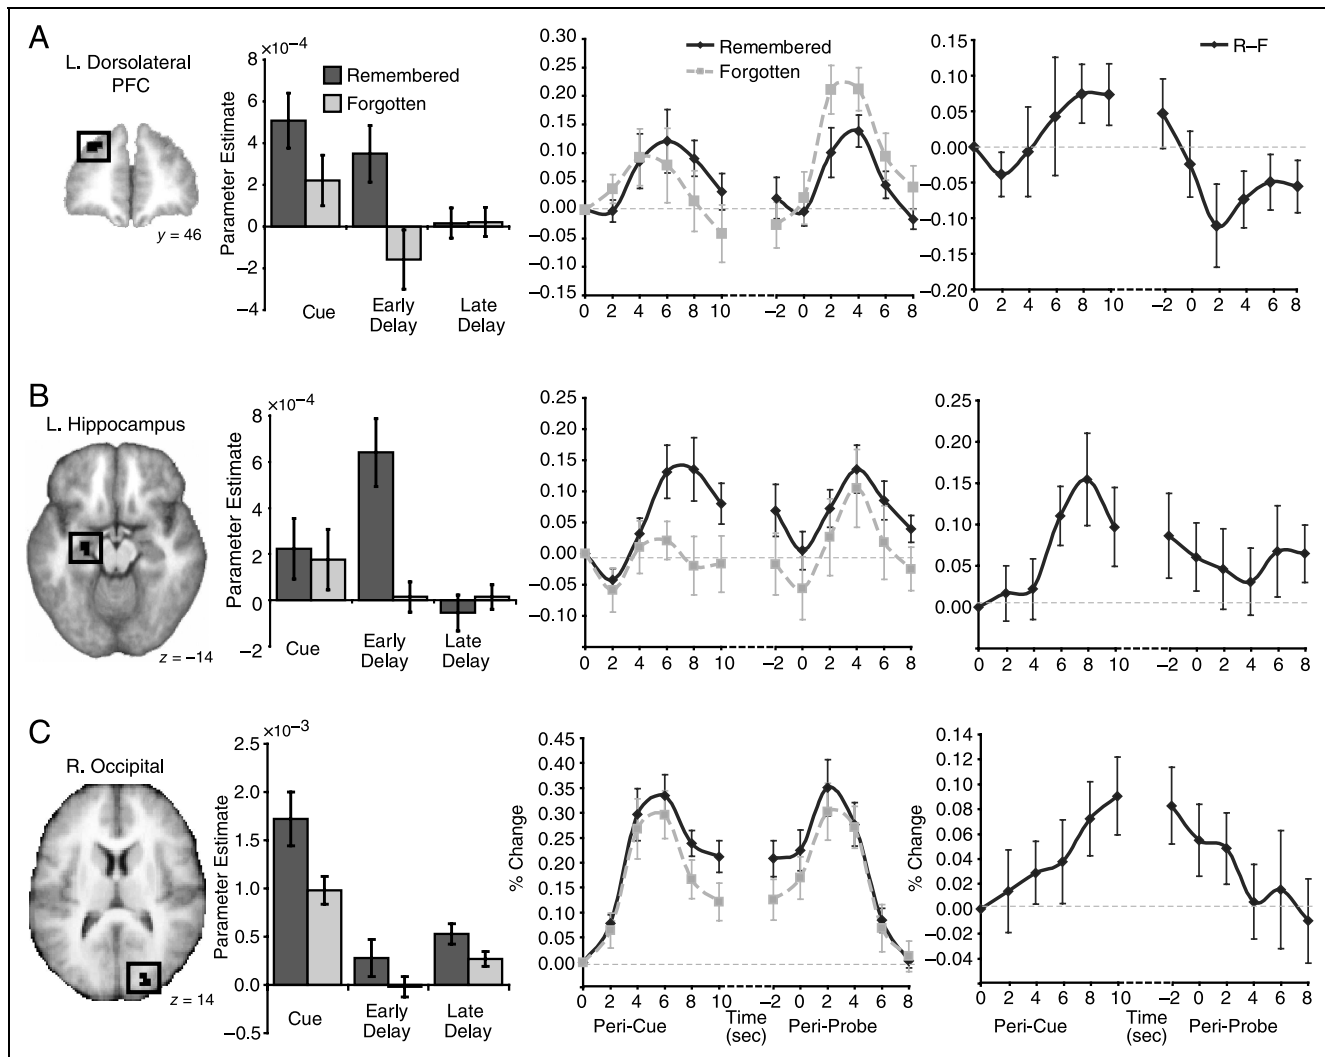 A
L. Dorsolateral
PFC
y = 46
×10⁻⁴
Parameter Estimate
8
6
4
2
0
−2
−4
Remembered
Forgotten
Cue
Early
Delay
Late
Delay
0.30
0.25
0.20
0.15
0.10
0.05
0.00
−0.05
−0.10
−0.15
Remembered
Forgotten
0 2 4 6 8 10 −2 0 2 4 6 8
0.15
0.10
0.05
0.00
−0.05
−0.10
−0.15
−0.20
R–F
0 2 4 6 8 10 −2 0 2 4 6 8
B
L. Hippocampus
z = −14
×10⁻⁴
Parameter Estimate
8
6
4
2
0
−2
Cue
Early
Delay
Late
Delay
0.25
0.20
0.15
0.10
0.05
0.00
−0.05
−0.10
0 2 4 6 8 10 −2 0 2 4 6 8
0.25
0.20
0.15
0.10
0.05
0.00
0 2 4 6 8 10 −2 0 2 4 6 8
C
R. Occipital
z = 14
×10⁻³
Parameter Estimate
2.5
2.0
1.5
1.0
0.5
0.0
−0.5
Cue
Early
Delay
Late
Delay
% Change
0.45
0.40
0.35
0.30
0.25
0.20
0.15
0.10
0.05
0.00
0 2 4 6 8 10 −2 0 2 4 6 8
Peri-Cue
Time
(sec)
Peri-Probe
% Change
0.14
0.12
0.10
0.08
0.06
0.04
0.02
0.00
−0.02
−0.04
0 2 4 6 8 10 −2 0 2 4 6 8
Peri-Cue
Time
(sec)
Peri-Probe